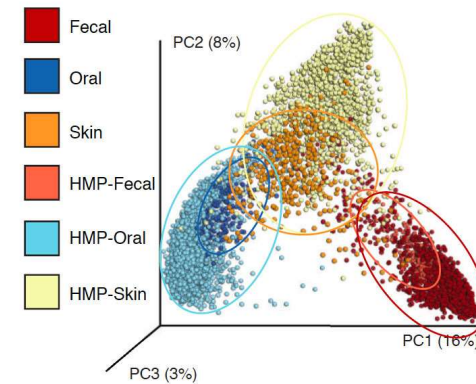 Fecal
Oral
Skin
HMP-Fecal
HMP-Oral
HMP-Skin
PC2 (8%)
PC1 (16%)
PC3 (3%)